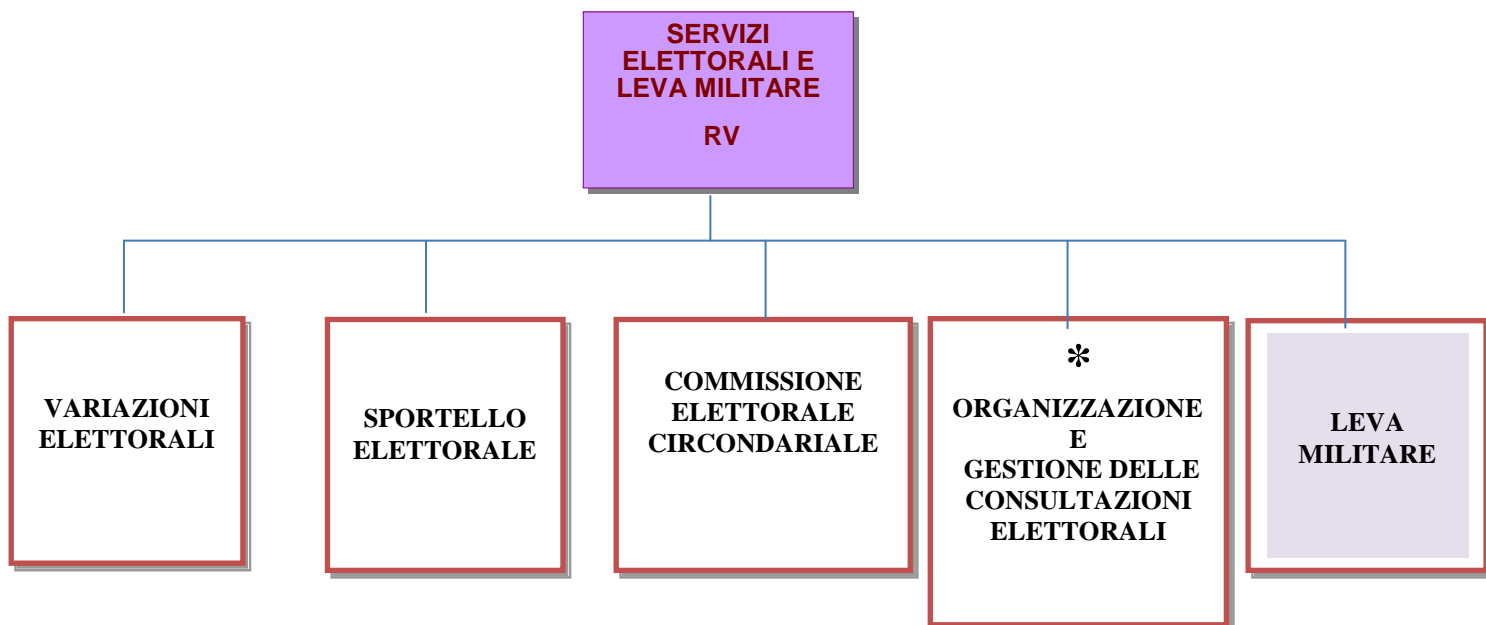 SERVIZI
ELETTORALI E
LEVA MILITARE
RV
VARIAZIONI
ELETTORALI
SPORTELLO
ELETTORALE
COMMISSIONE
ELETTORALE
CIRCONDARIALE
*
ORGANIZZAZIONE
E
GESTIONE DELLE
CONSULTAZIONI
ELETTORALI
LEVA
MILITARE